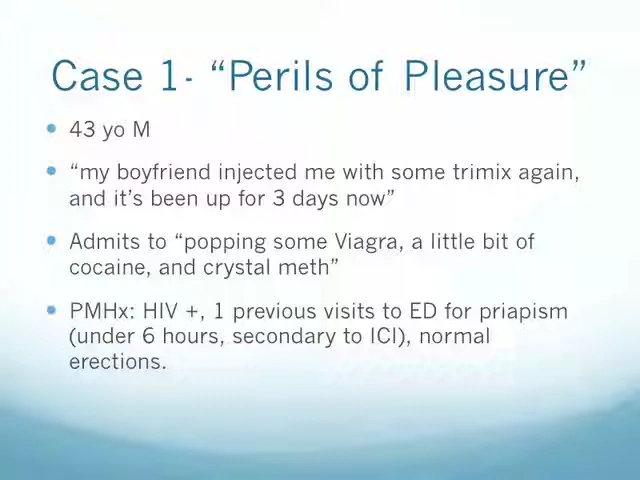 Case 1- “Perils of Pleasure”
43 yo M
“my boyfriend injected me with some trimix again,
and it’s been up for 3 days now”
Admits to “popping some Viagra, a little bit of
cocaine, and crystal meth”
PMHx: HIV +, 1 previous visits to ED for priapism
(under 6 hours, secondary to ICI), normal
erections.